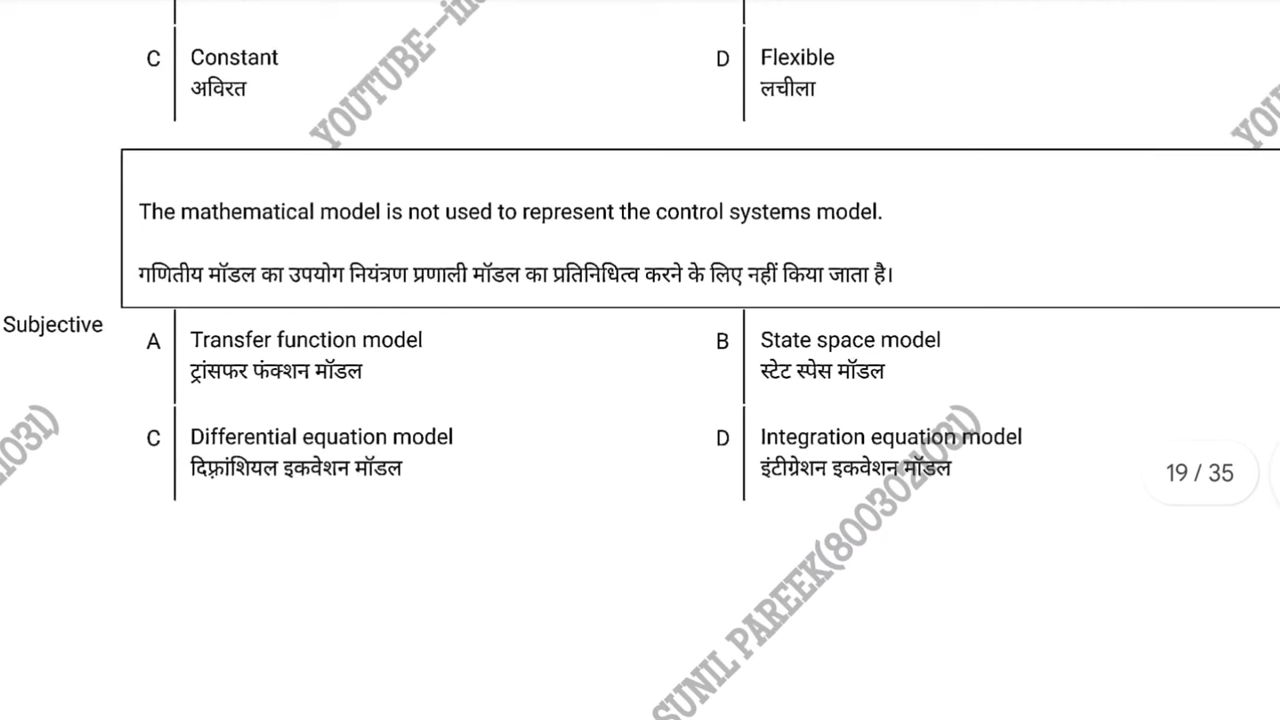 C Constant D Flexible
अविरत लचीला
YOUTUBE--
The mathematical model is not used to represent the control systems model.
गणितीय मॉडल का उपयोग नियंत्रण प्रणाली मॉडल का प्रतिनिधित्व करने के लिए नहीं किया जाता है।
Subjective
A Transfer function model B State space model
ट्रांसफर फंक्शन मॉडल स्टेट स्पेस मॉडल
C Differential equation model D Integration equation model
दिफ़्रांशियल इकवेशन मॉडल इंटीग्रेशन इकवेशन मॉडल
19 / 35
SUNIL PAREEK(8003021031)